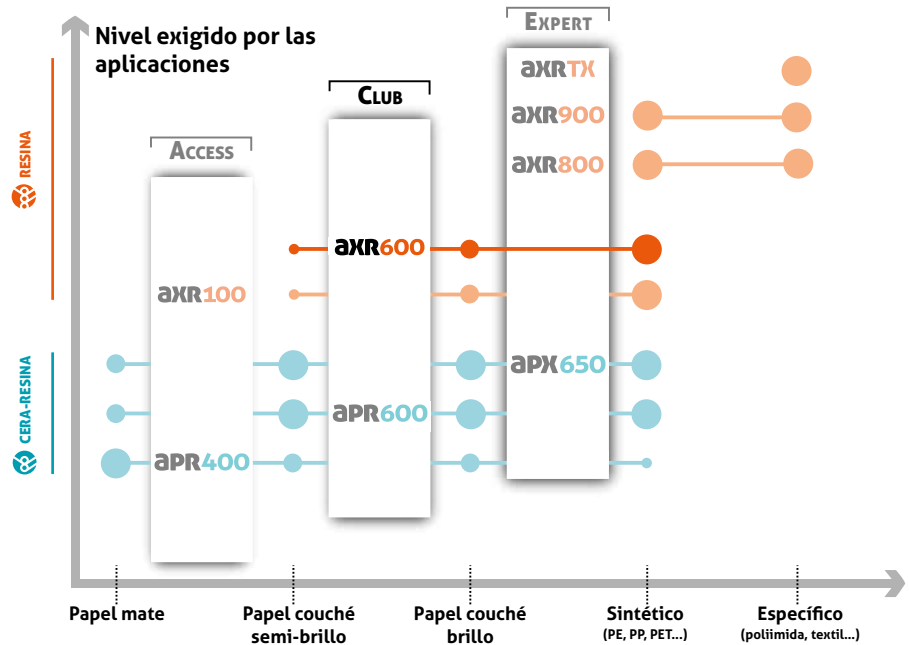 Nivel exigido por las
aplicaciones
EXPERT
CLUB
ACCESS
RESINA
CERA-RESINA
aXRTX
aXR900
aXR800
aXR600
aXR100
aPX650
aPR600
aPR400
Papel mate
Papel couché
semi-brillo
Papel couché
brillo
Sintético
(PE, PP, PET...)
Específico
(poliimida, textil...)